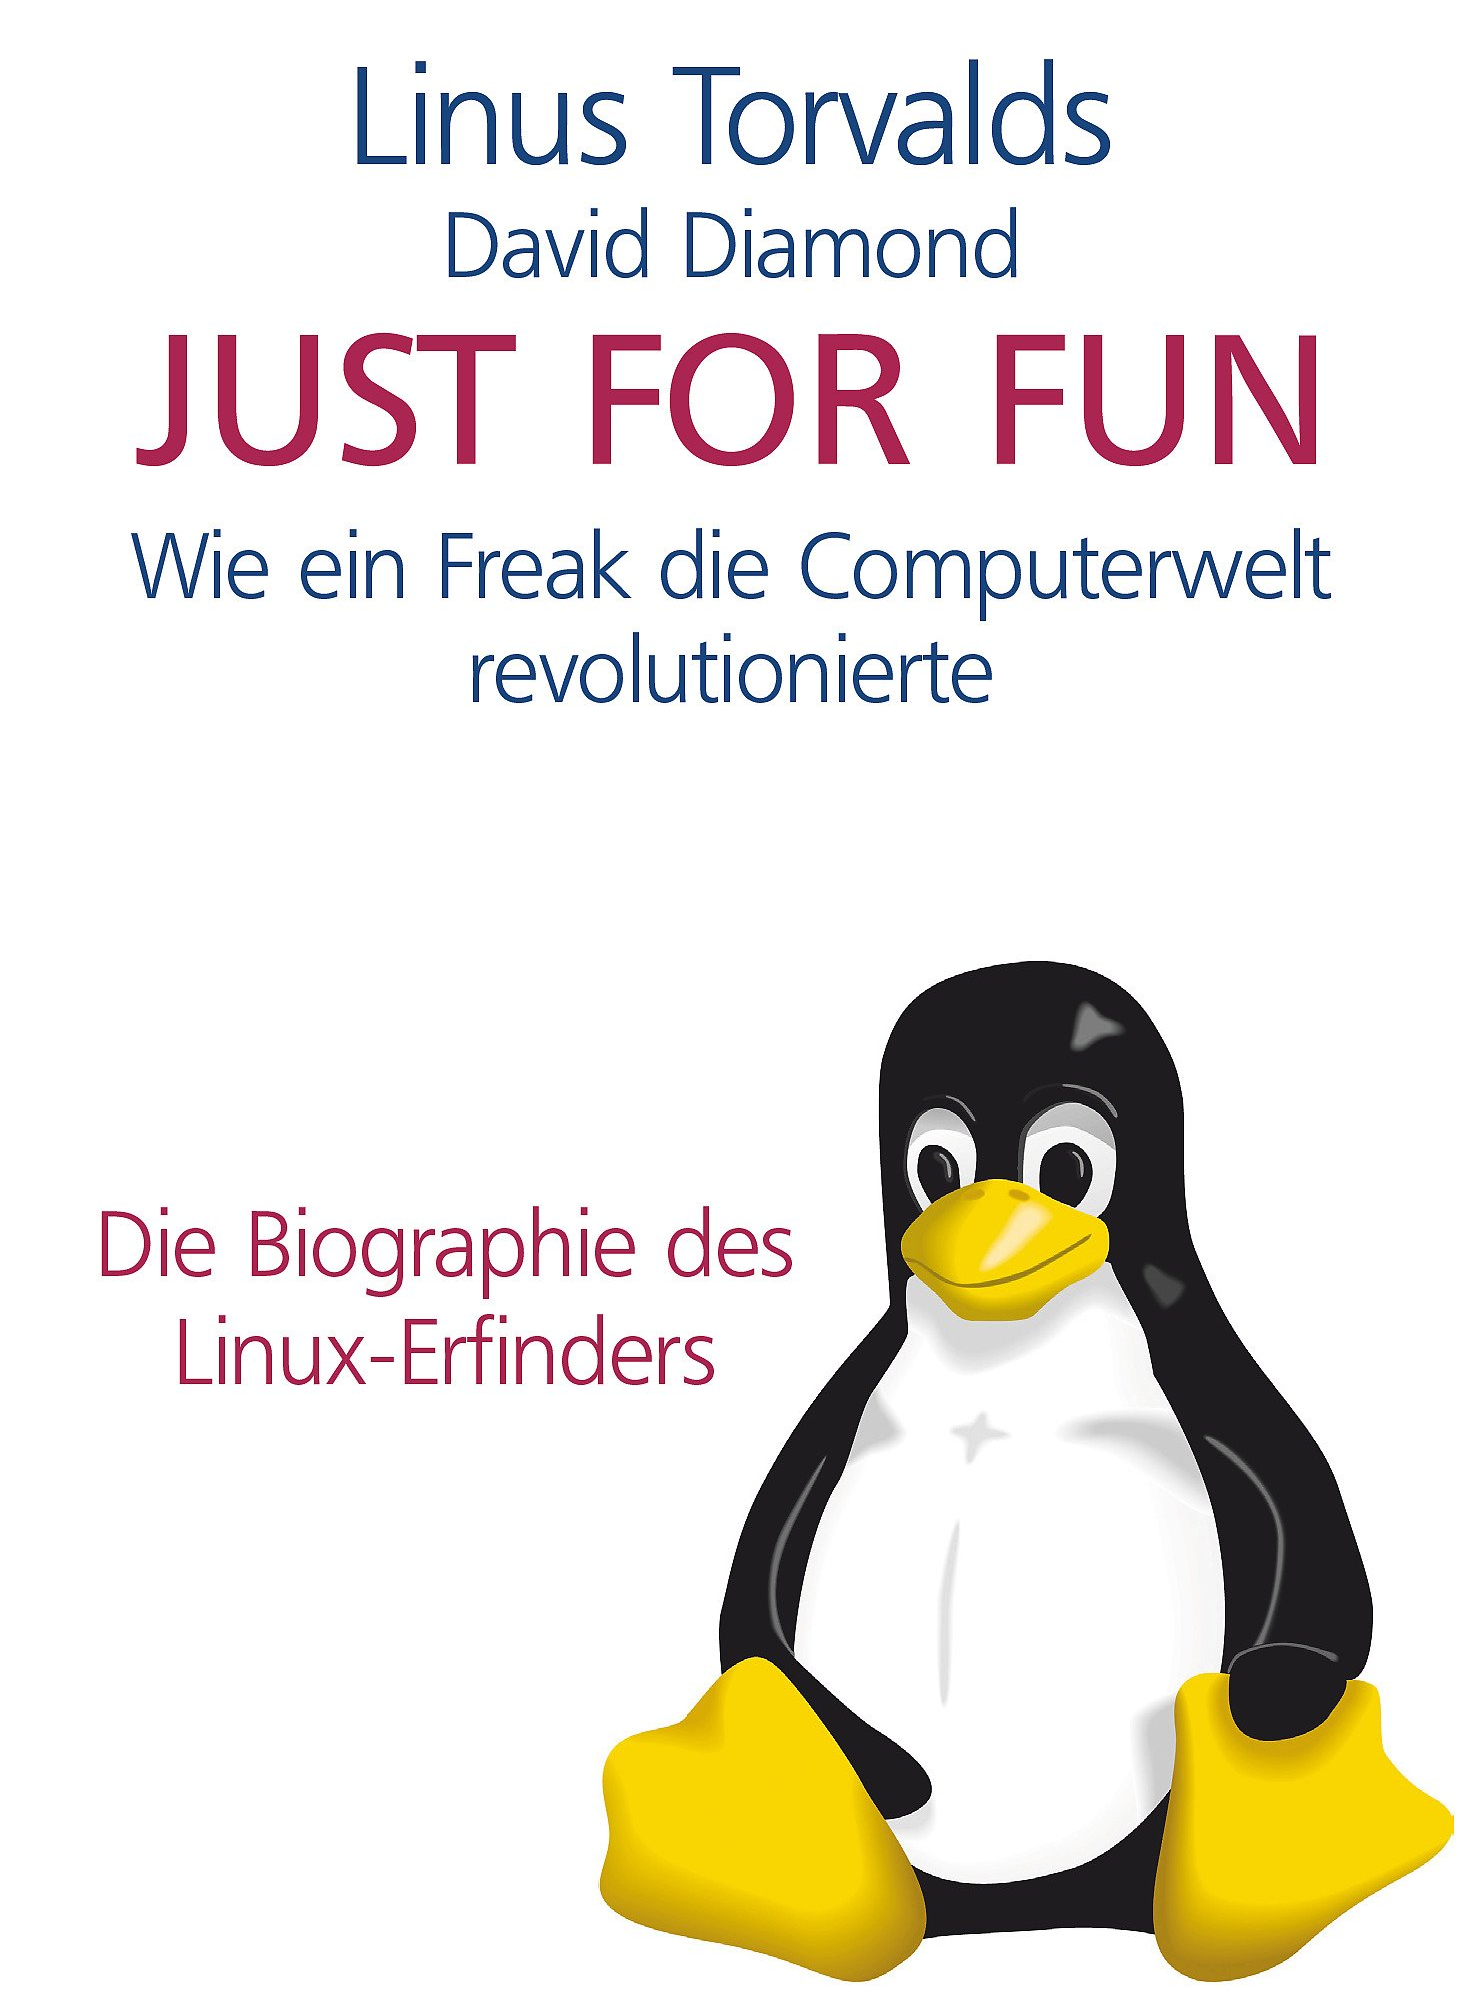 Linus Torvalds
David Diamond
JUST FOR FUN
Wie ein Freak die Computerwelt
revolutionierte
Die Biographie des
Linux-Erfinders